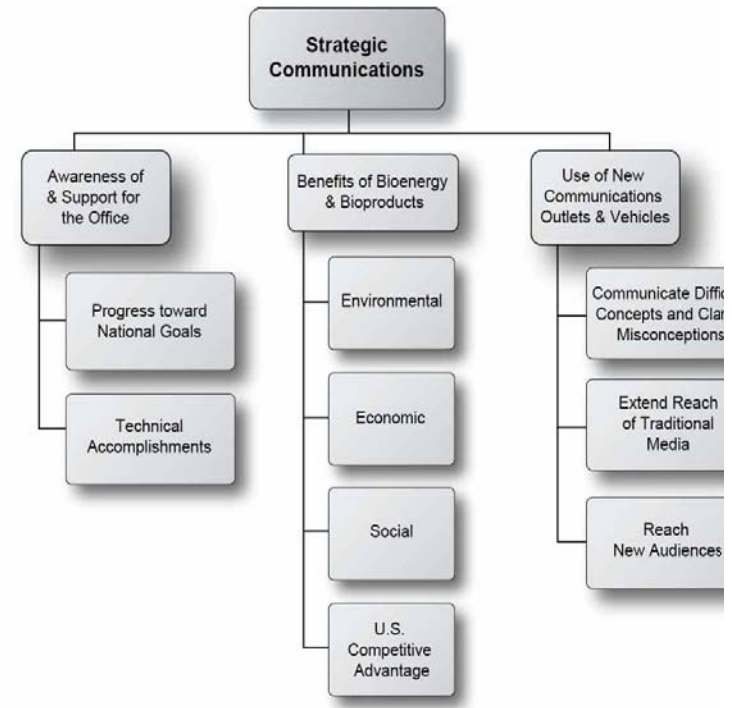 Strategic
Communications
Awareness of
& Support for
the Office
Progress toward
National Goals
Technical
Accomplishments
Benefits of Bioenergy
& Bioproducts
Environmental
Economic
Social
U.S.
Competitive
Advantage
Use of New
Communications
Outlets & Vehicles
Communicate
Concepts and
Misconceptions
Extend Reach
of Traditional
Media
Reach
New Audiences